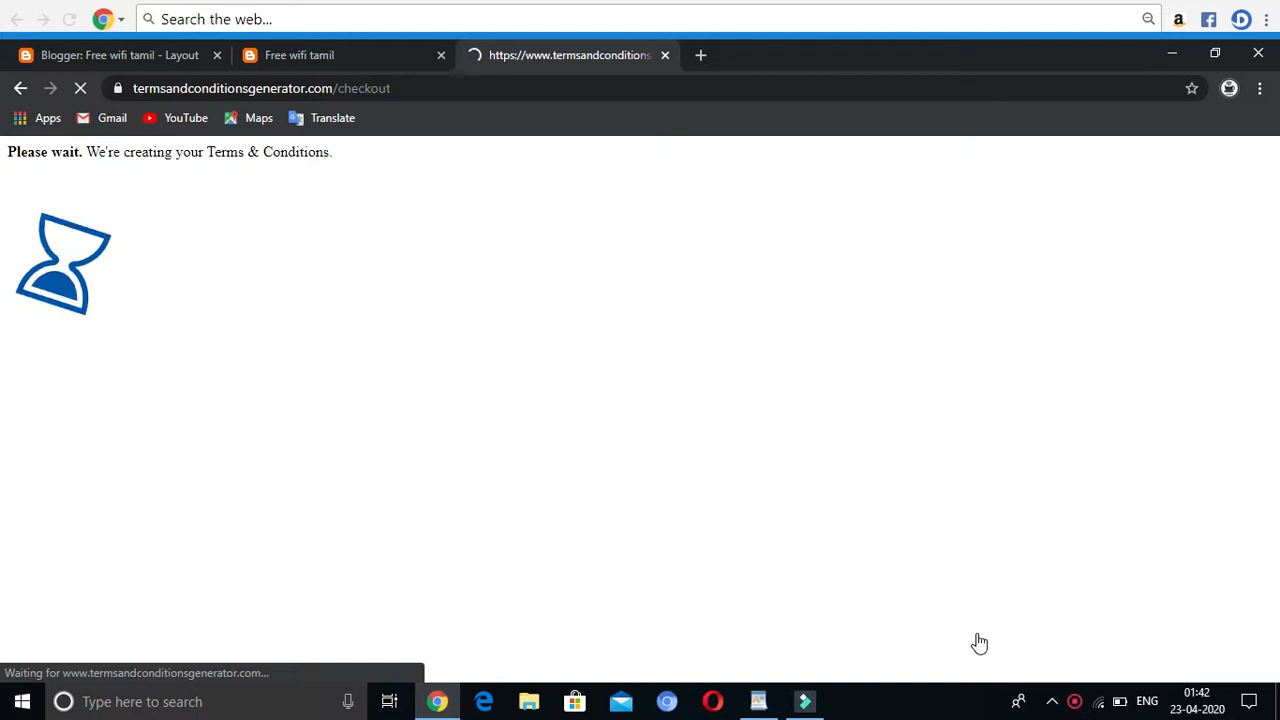 Search the web...
Blogger: Free wifi tamil - Layout
Free wifi tamil
https://www.termsandconditions
termsandconditionsgenerator.com/checkout
Apps
Gmail
YouTube
Maps
Translate
Please wait. We're creating your Terms & Conditions.
Waiting for www.termsandconditionsgenerator.com...
Type here to search
ENG
01:42
23-04-2020